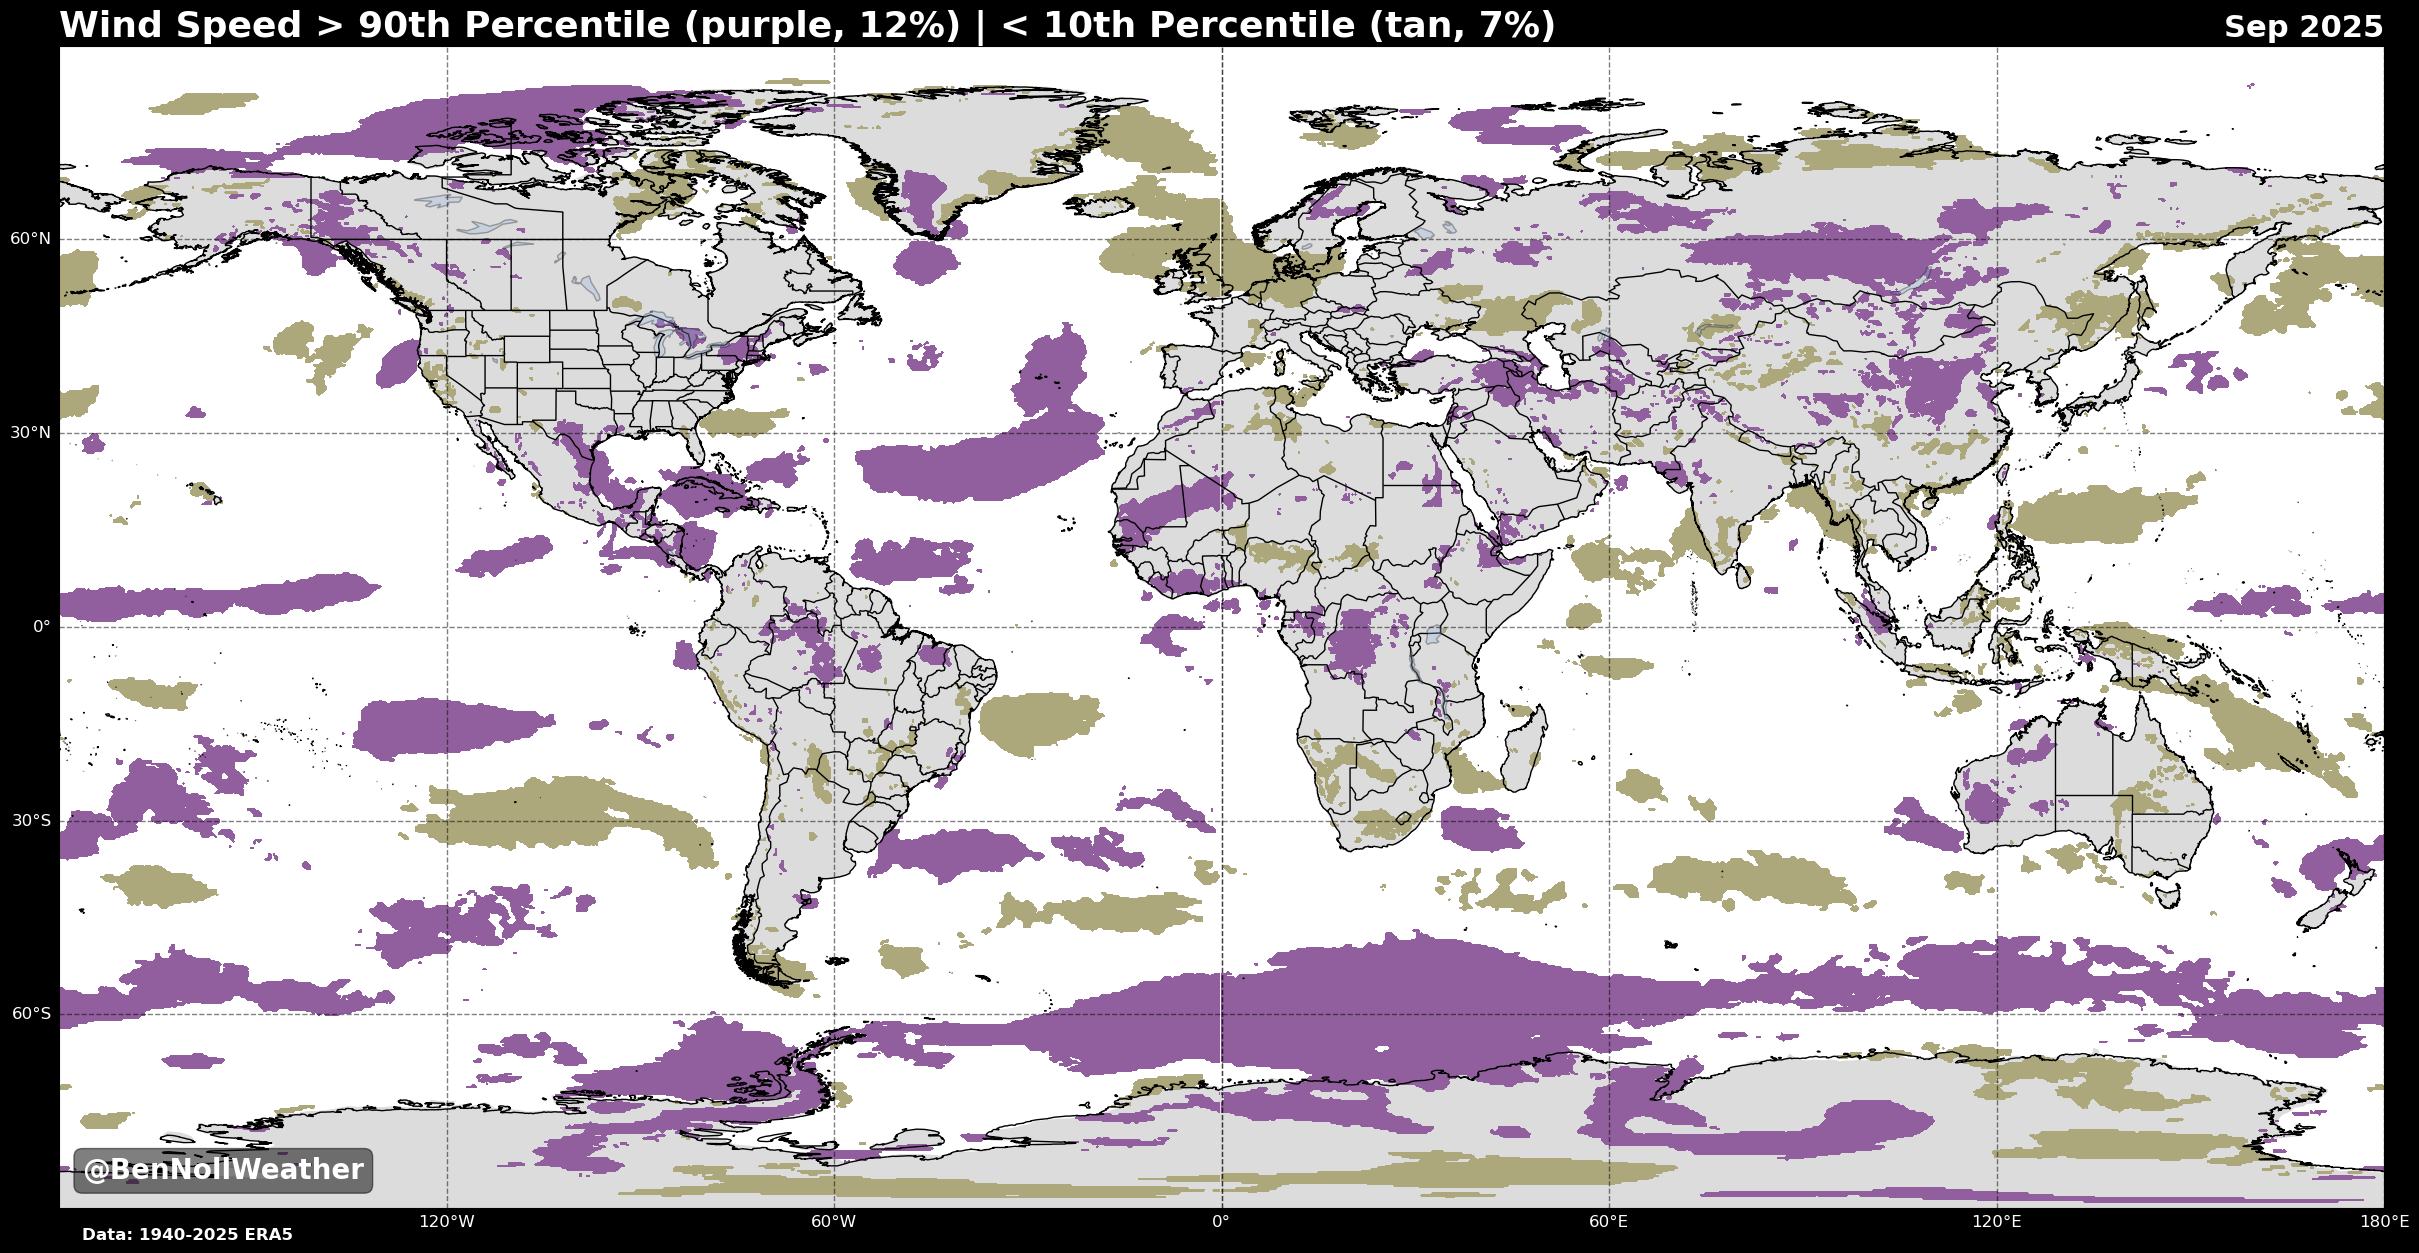 Wind Speed > 90th Percentile (purple, 12%) | < 10th Percentile (tan, 7%)
Sep 2025
60°N
30°N
0°
30°S
60°S
@BenNollWeather
120°W
60°W
0°
60°E
120°E
180°E
Data: 1940-2025 ERA5